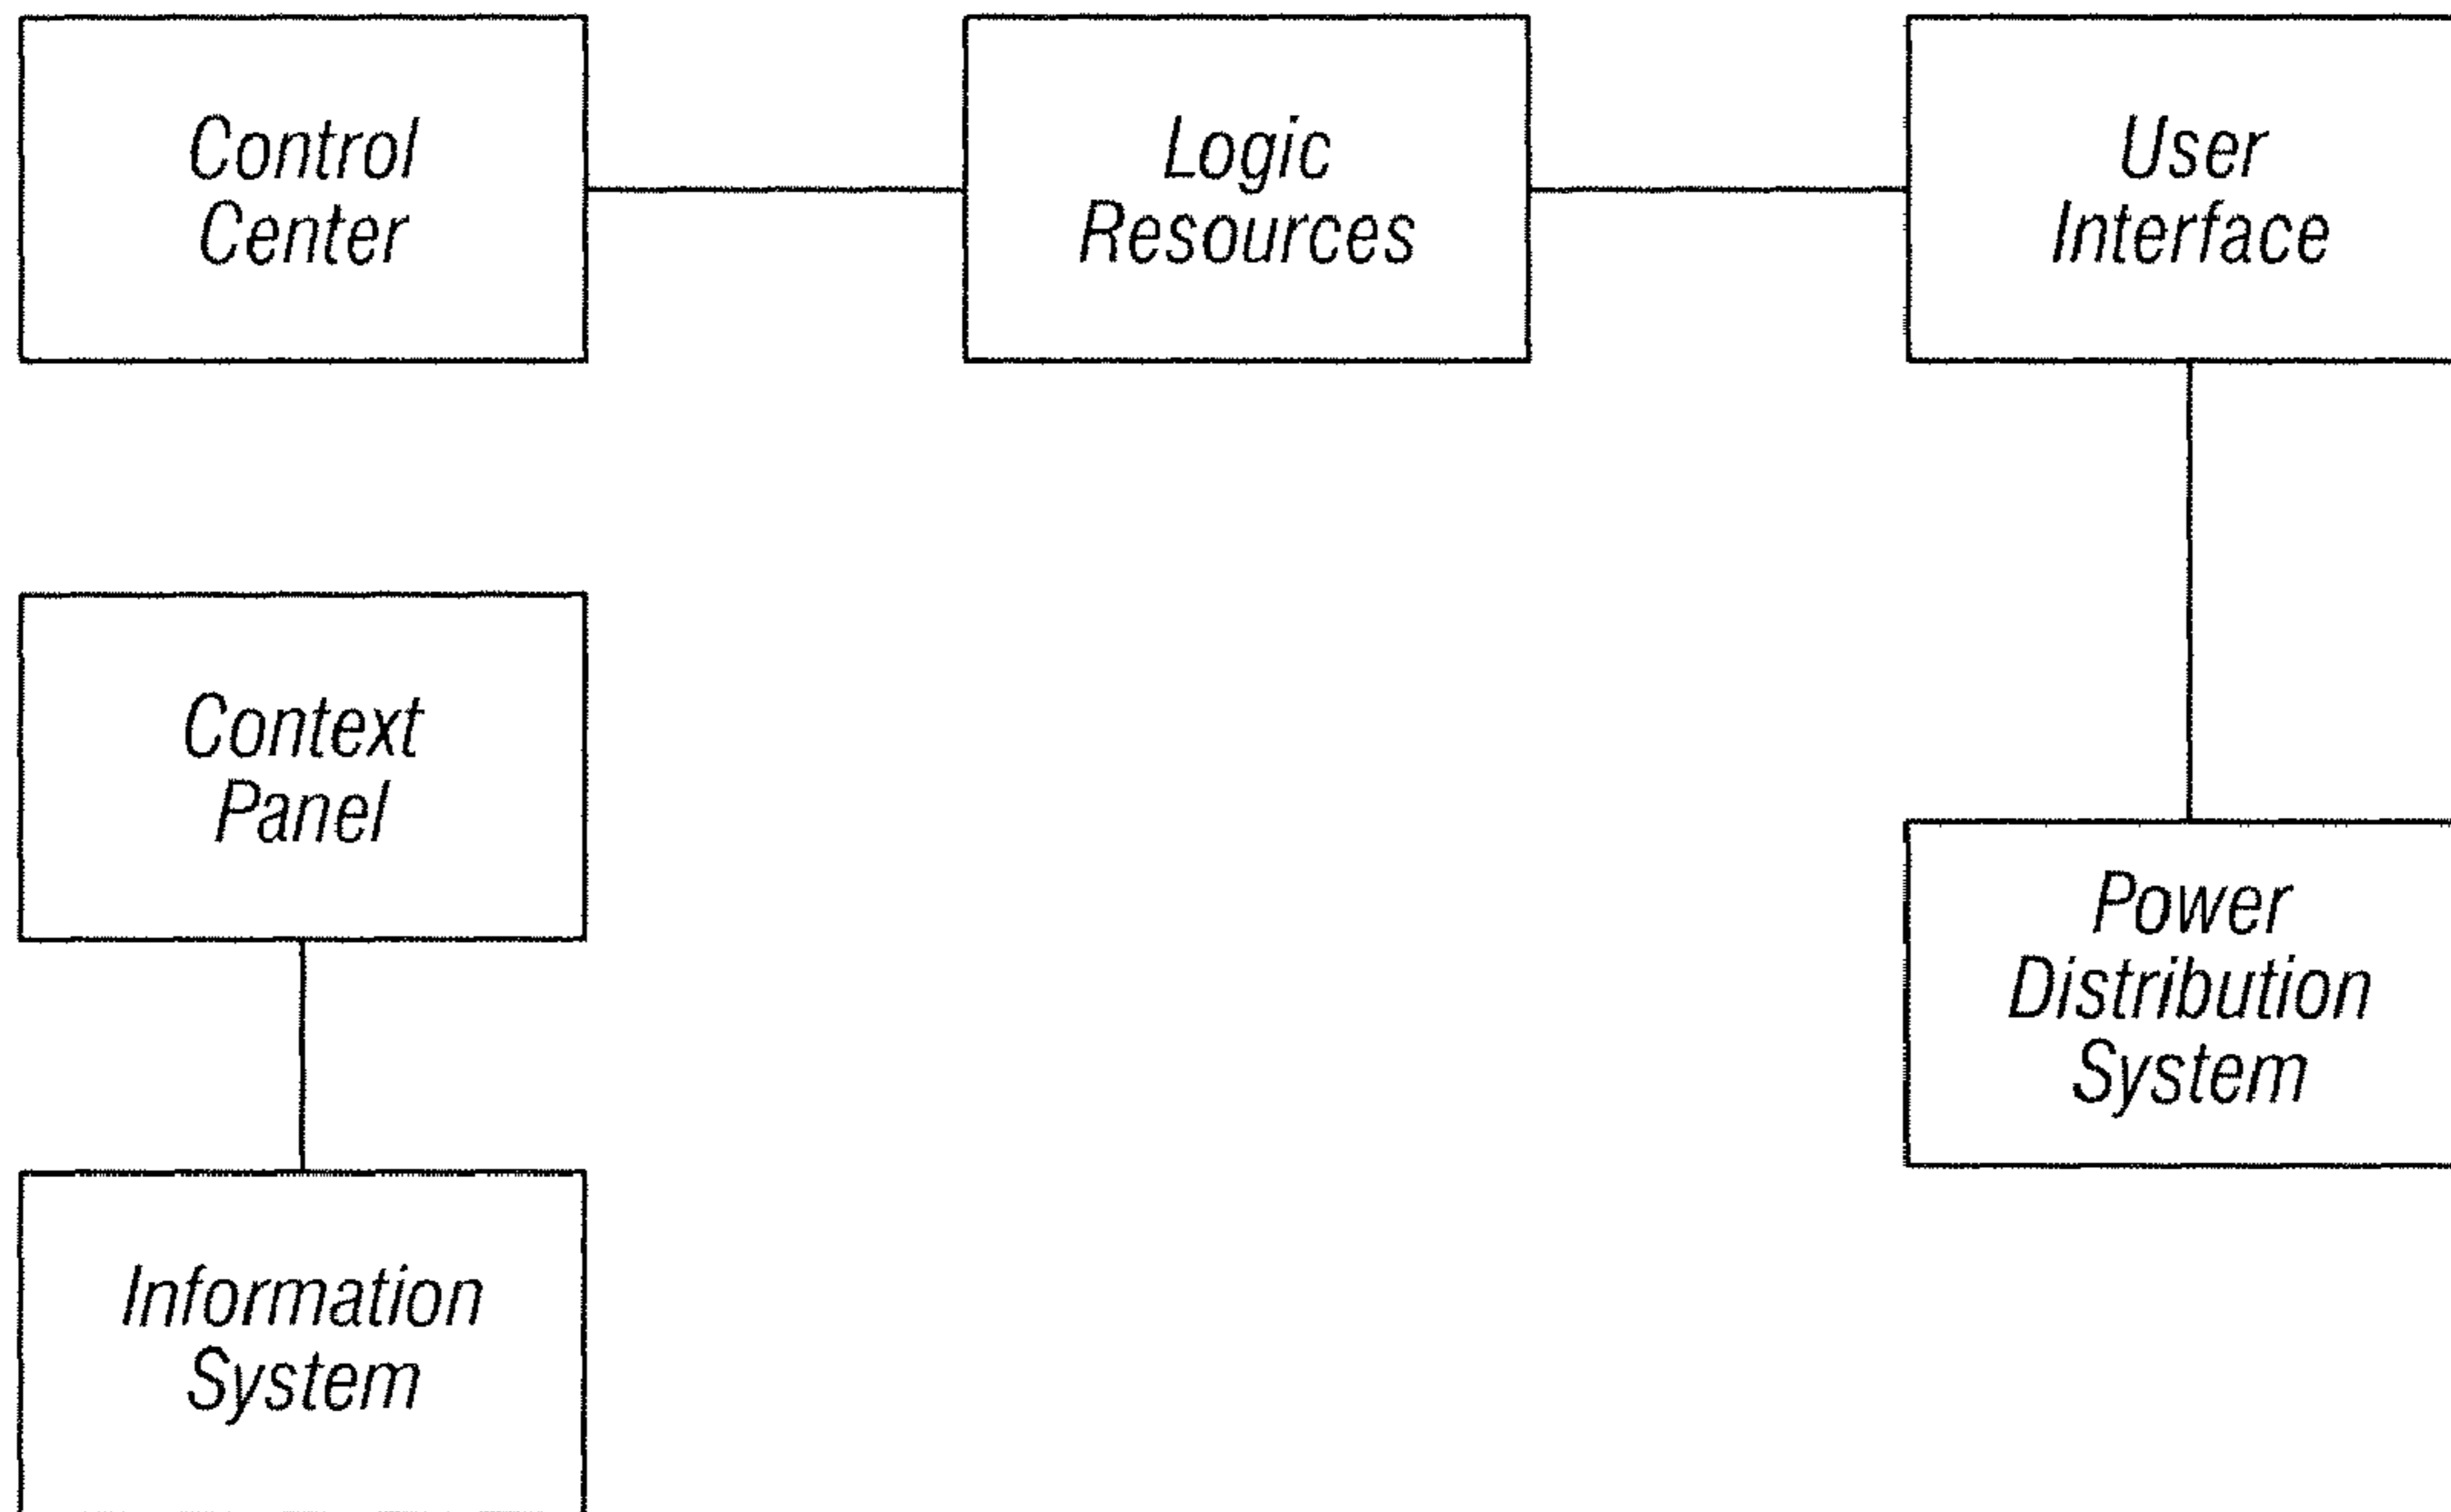 Control
Center
Logic
Resources
User
Interface
Context
Panel
Power
Distribution
System
Information
System